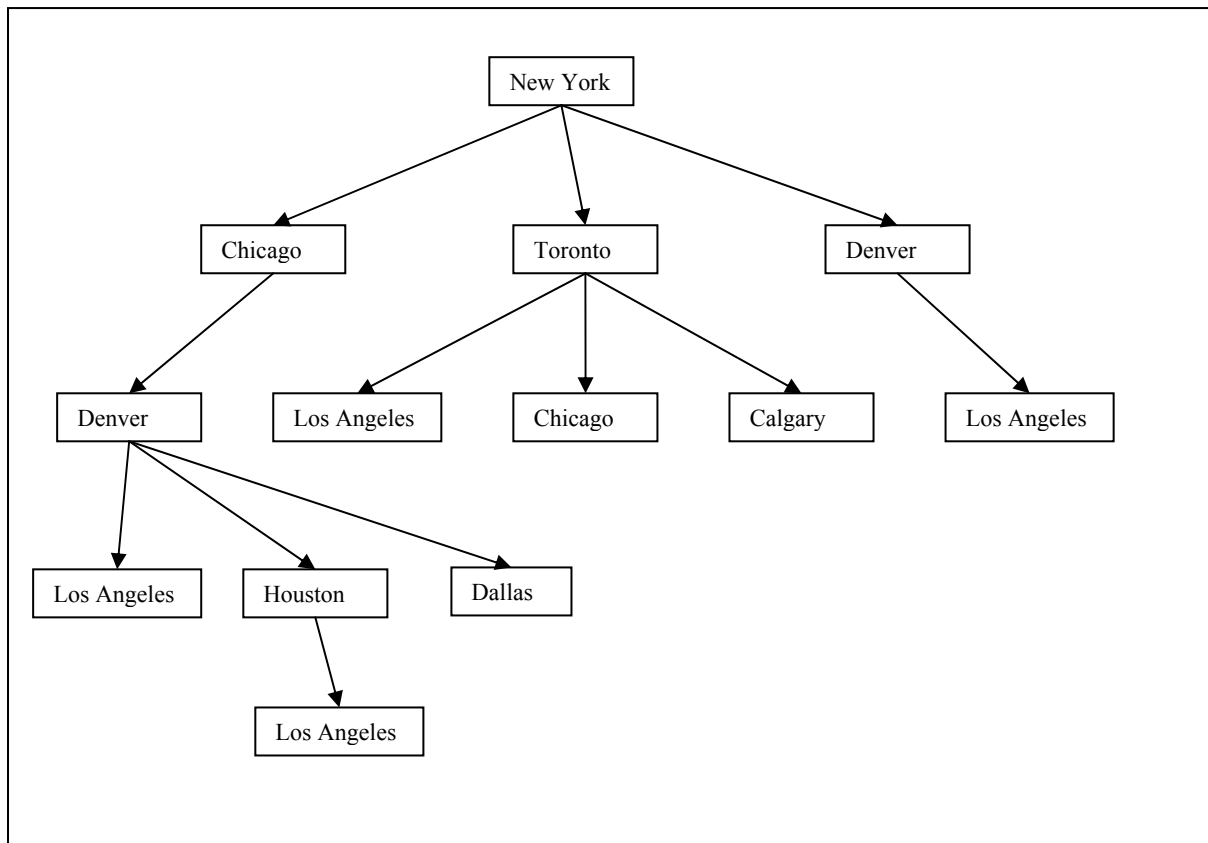 New York
Chicago
Toronto
Denver
Denver
Los Angeles
Chicago
Calgary
Los Angeles
Los Angeles
Houston
Dallas
Los Angeles